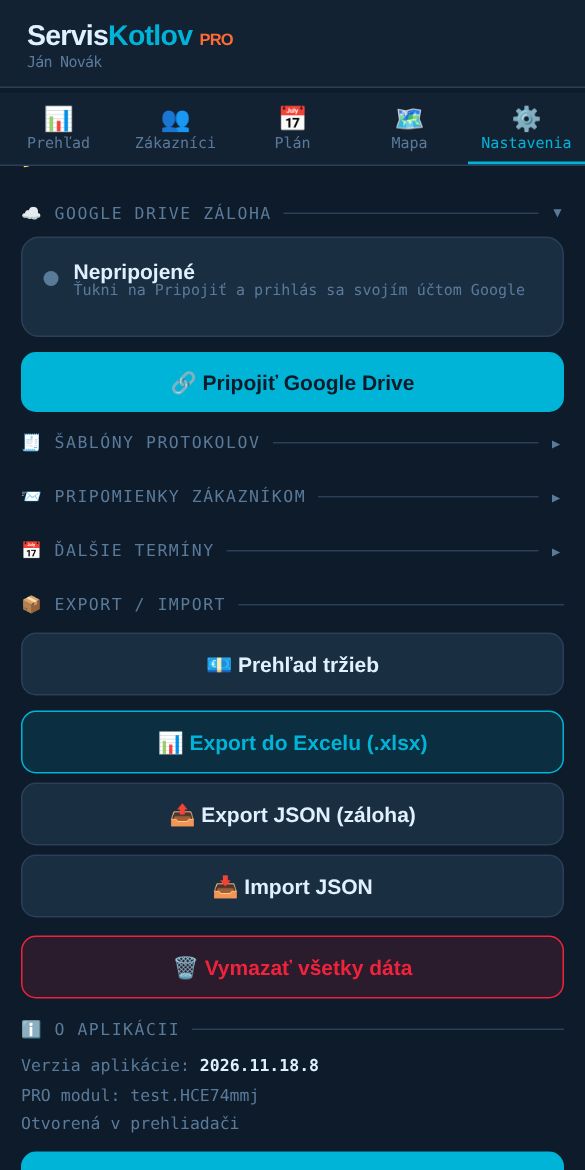 ServisKotlov PRO
Ján Novák
Prehľad
Zákazníci
Plán
Mapa
Nastavenia
GOOGLE DRIVE ZÁLOHA
Nepripojené
Ťukni na Pripojiť a prihlás sa svojím účtom Google
Pripojiť Google Drive
ŠABLÓNY PROTOKOLOV
PRIPOMIENKY ZÁKAZNÍKOM
ĎALŠIE TERMÍNY
EXPORT / IMPORT
Prehľad tržieb
Export do Excelu (.xlsx)
Export JSON (záloha)
Import JSON
Vymazať všetky dáta
O APLIKÁCII
Verzia aplikácie: 2026.11.18.8
PRO modul: test.HCE74mmj
Otvorená v prehliadači